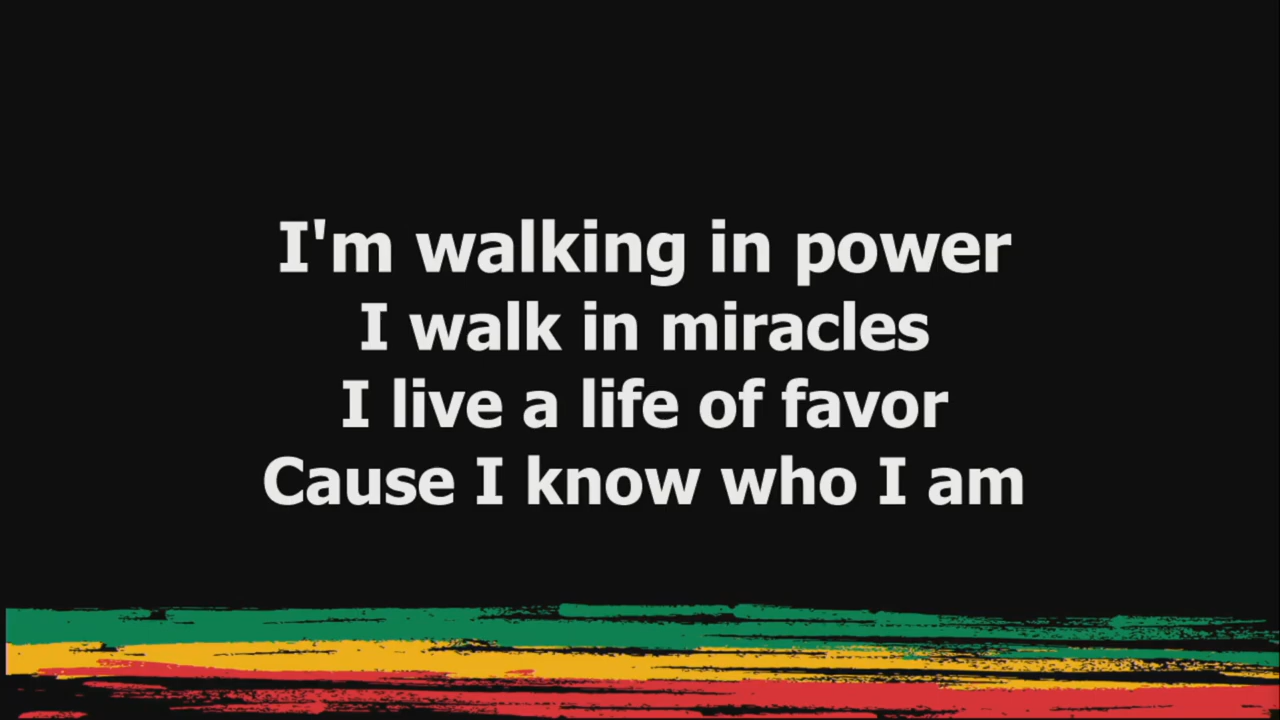 I'm walking in power
I walk in miracles
I live a life of favor
Cause I know who I am